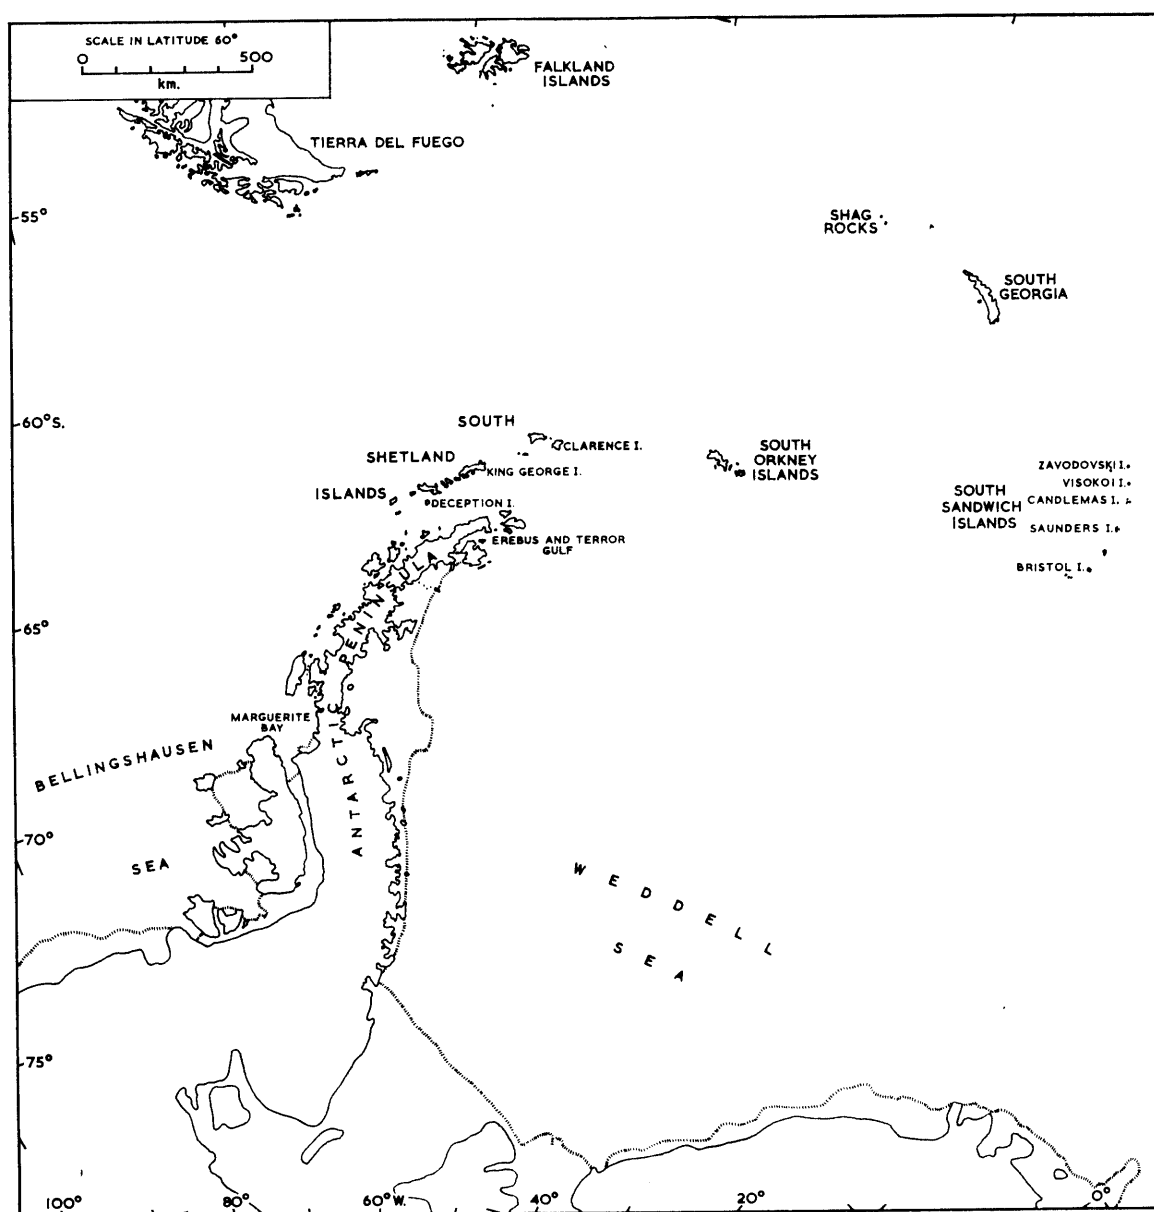 SCALE IN LATITUDE 60°
0 500
km.
FALKLAND
ISLANDS
TIERRA DEL FUEGO
55°
SHAG
ROCKS
SOUTH
GEORGIA
60°S.
SOUTH
SHETLAND
ISLANDS
CLARENCE I.
KING GEORGE I.
DECEPTION I.
SOUTH
ORKNEY
ISLANDS
ZAVODOVSKI I.
VISOKOI I.
CANDLEMAS I.
SOUTH
SANDWICH
ISLANDS
SAUNDERS I.
BRISTOL I.
EREBUS AND TERROR
GULF
65°
ANTARCTIC PENINSULA
MARGUERITE
BAY
BELLINGSHAUSEN
SEA
70°
WEDDELL
SEA
75°
100° 80° 60°W. 40° 20° 0°